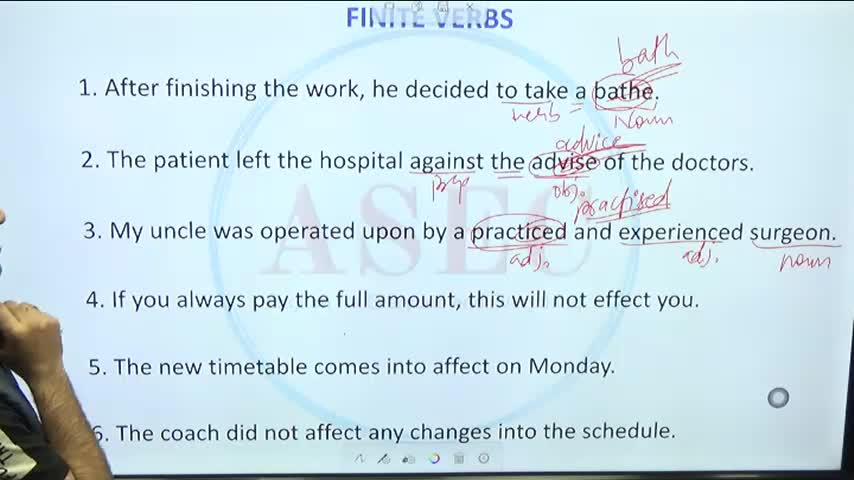 FINITE VERBS
bath
1. After finishing the work, he decided to take a bathe.
verb Noun
advice
2. The patient left the hospital against the advise of the doctors.
prep obj.
practised
3. My uncle was operated upon by a practiced and experienced surgeon.
adj. adj. noun
ASEC
4. If you always pay the full amount, this will not effect you.
5. The new timetable comes into affect on Monday.
6. The coach did not affect any changes into the schedule.